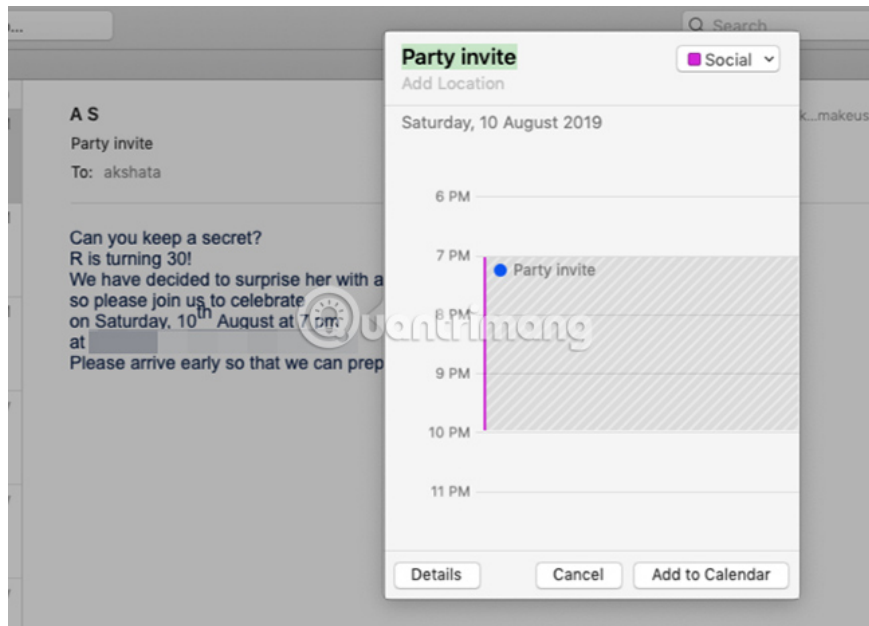 ...
Search
Party invite
Social
Add Location
Saturday, 10 August 2019
k...makeus
A S
Party invite
To: akshata
Can you keep a secret?
R is turning 30!
We have decided to surprise her with a
so please join us to celebrate
on Saturday, 10th August at 7 pm
at
Please arrive early so that we can prep
6 PM
7 PM
Party invite
8 PM
9 PM
10 PM
11 PM
Quantrimang
Details
Cancel
Add to Calendar